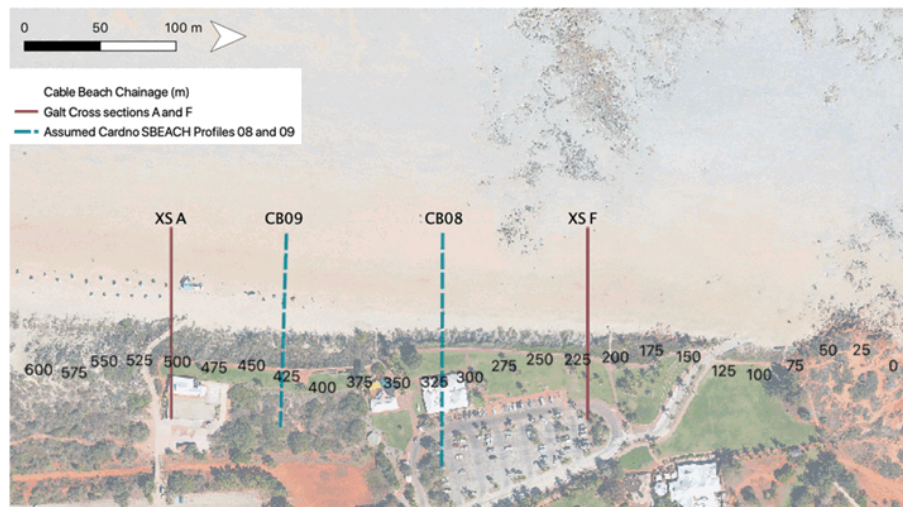 0 50 100 m
Cable Beach Chainage (m)
Galt Cross sections A and F
Assumed Cardno SBEACH Profiles 08 and 09
XS A CB09 CB08 XS F
600 575 550 525 500 475 450 425 400 375 350 325 300 275 250 225 200 175 150 125 100 75 50 25 0